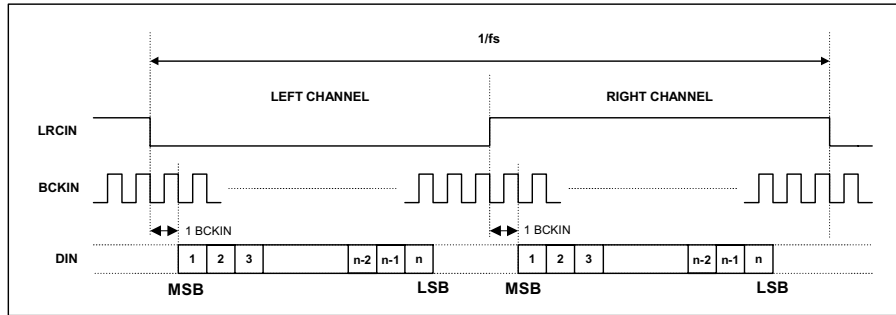 1/fs
LEFT CHANNEL RIGHT CHANNEL
LRCIN
BCKIN
1 BCKIN 1 BCKIN
DIN 1 2 3 n-2 n-1 n 1 2 3 n-2 n-1 n
MSB LSB MSB LSB